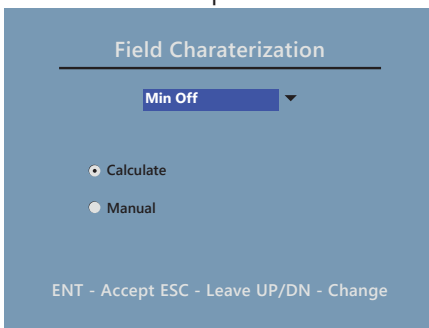 Field Charaterization
Min Off
Calculate
Manual
ENT - Accept ESC - Leave UP/DN - Change